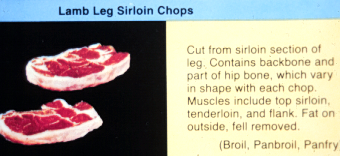 Lamb Leg Sirloin Chops
Cut from sirloin section of
leg. Contains backbone and
part of hip bone, which vary
in shape with each chop.
Muscles include top sirloin,
tenderloin, and flank. Fat on
outside, fell removed.
(Broil, Panbroil, Panfry